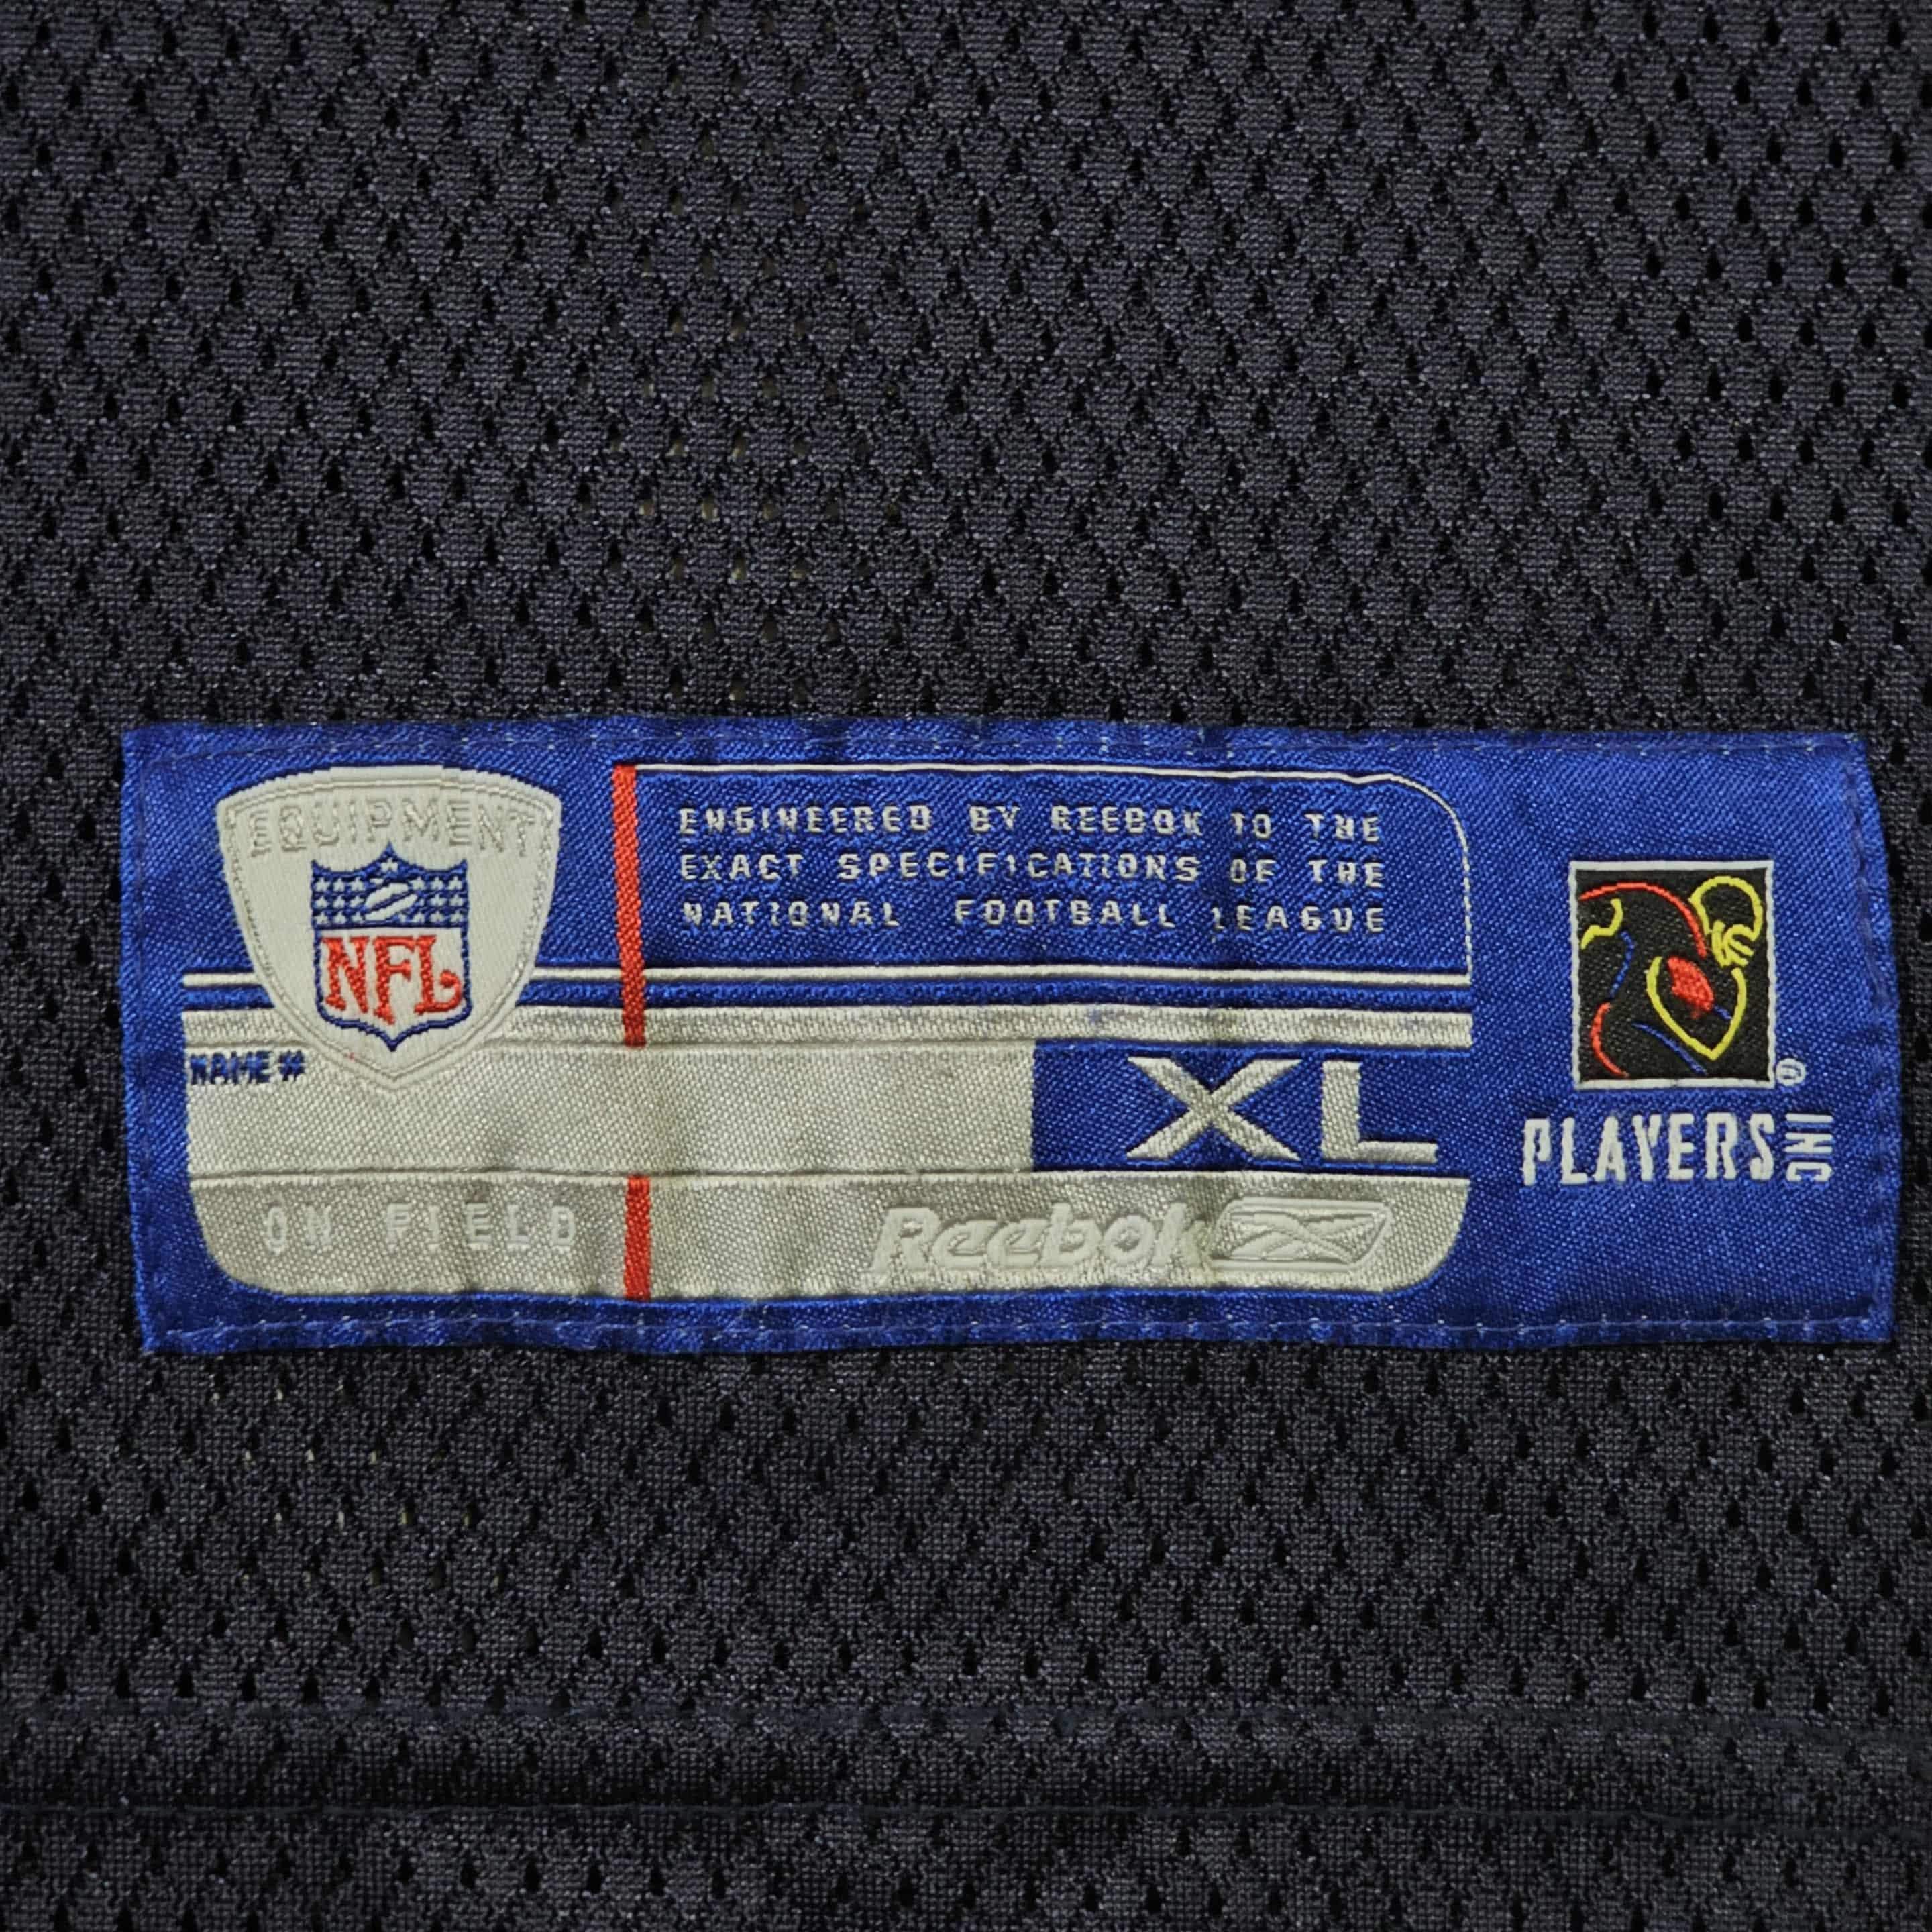 EQUIPMENT
NFL
ENGINEERED BY REEBOK TO THE
EXACT SPECIFICATIONS OF THE
NATIONAL FOOTBALL LEAGUE
NAME #
XL
ON FIELD
Reebok
®
PLAYERS INC